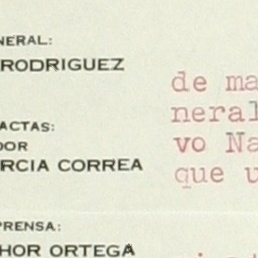 NERAL:
RODRIGUEZ
ACTAS:
DOR
RCIA CORREA
PRENSA:
HOR ORTEGA
de ma
neral
vo Na
que u